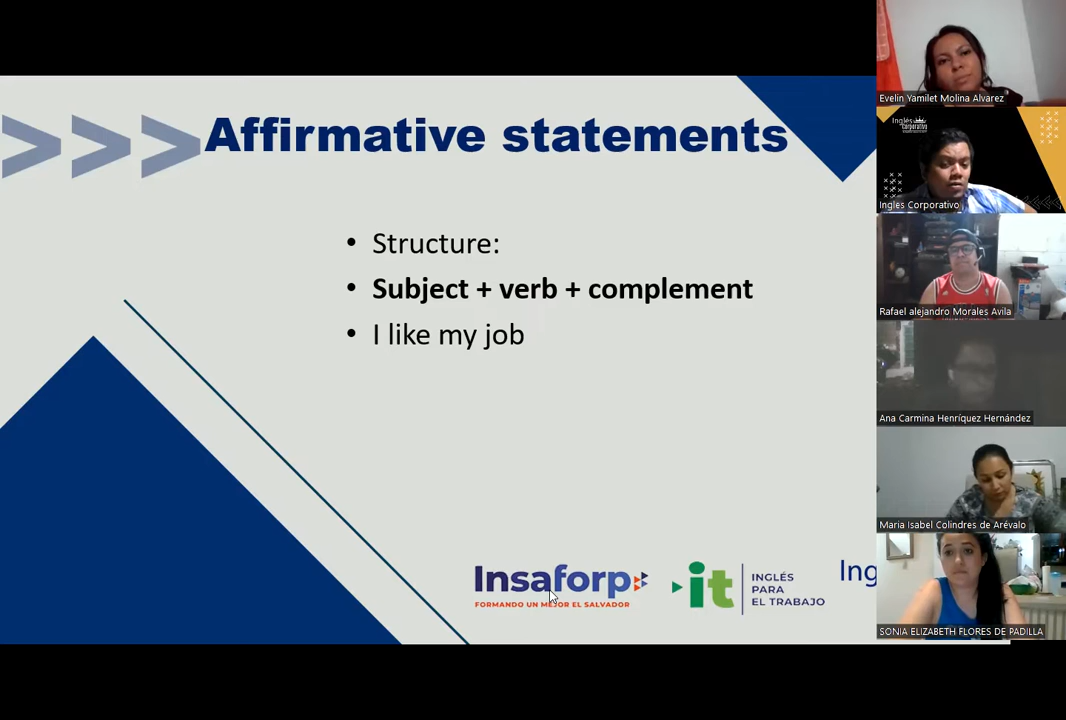 Affirmative statements
• Structure:
• Subject + verb + complement
• I like my job
Insaforp
FORMANDO UN MEJOR EL SALVADOR
it
INGLÉS
PARA
EL TRABAJO
Ing
Evelin Yamilet Molina Alvarez
Inglés
Corporativo
Ingles Corporativo
Rafael alejandro Morales Avila
Ana Carmina Henríquez Hernández
Maria Isabel Colindres de Arévalo
SONIA ELIZABETH FLORES DE PADILLA